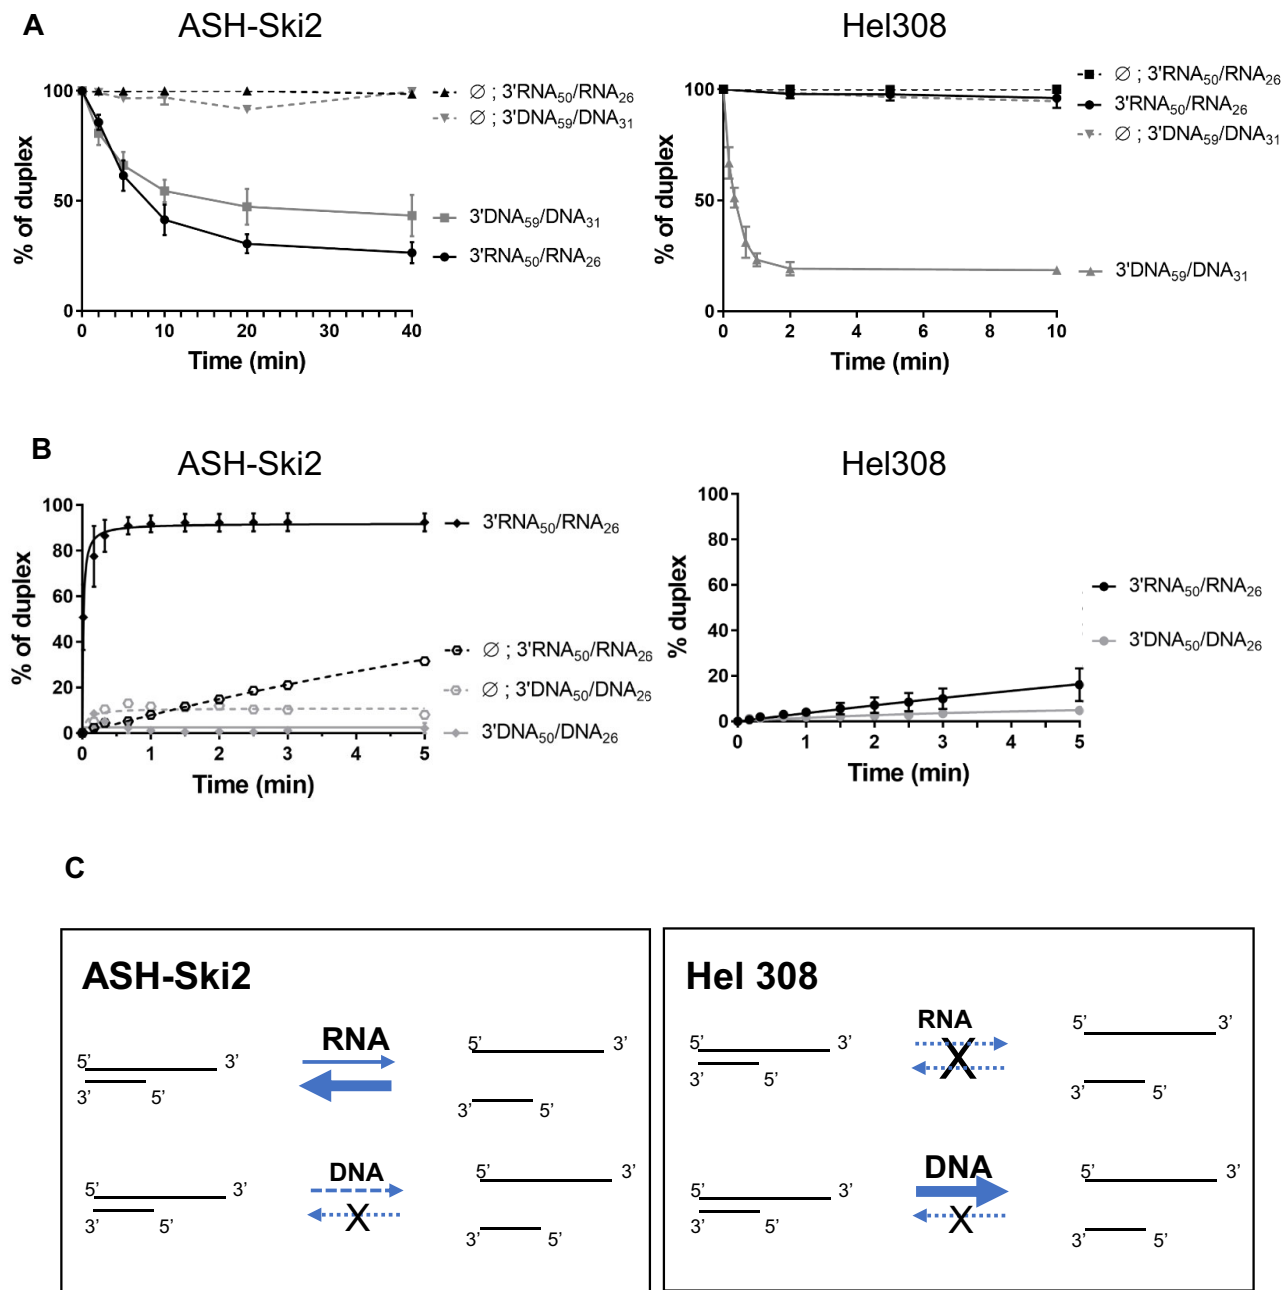 A
ASH-Ski2
Hel308
100
50
0
0 10 20 30 40
% of duplex
Time (min)
∅ ; 3'RNA50/RNA26
∅ ; 3'DNA59/DNA31
3'DNA59/DNA31
3'RNA50/RNA26
100
50
0
0 2 4 6 8 10
% of duplex
Time (min)
∅ ; 3'RNA50/RNA26
3'RNA50/RNA26
∅ ; 3'DNA59/DNA31
3'DNA59/DNA31
B
ASH-Ski2
Hel308
100
80
60
40
20
0
0 1 2 3 4 5
% of duplex
Time (min)
3'RNA50/RNA26
∅ ; 3'RNA50/RNA26
∅ ; 3'DNA50/DNA26
3'DNA50/DNA26
100
80
60
40
20
0
0 1 2 3 4 5
% duplex
Time (min)
3'RNA50/RNA26
3'DNA50/DNA26
C
ASH-Ski2
RNA
5' 3'
3' 5'
5' 3'
3' 5'
DNA
5' 3'
3' 5'
X
5' 3'
3' 5'
Hel 308
RNA
5' 3'
3' 5'
X
5' 3'
3' 5'
DNA
5' 3'
3' 5'
X
5' 3'
3' 5'